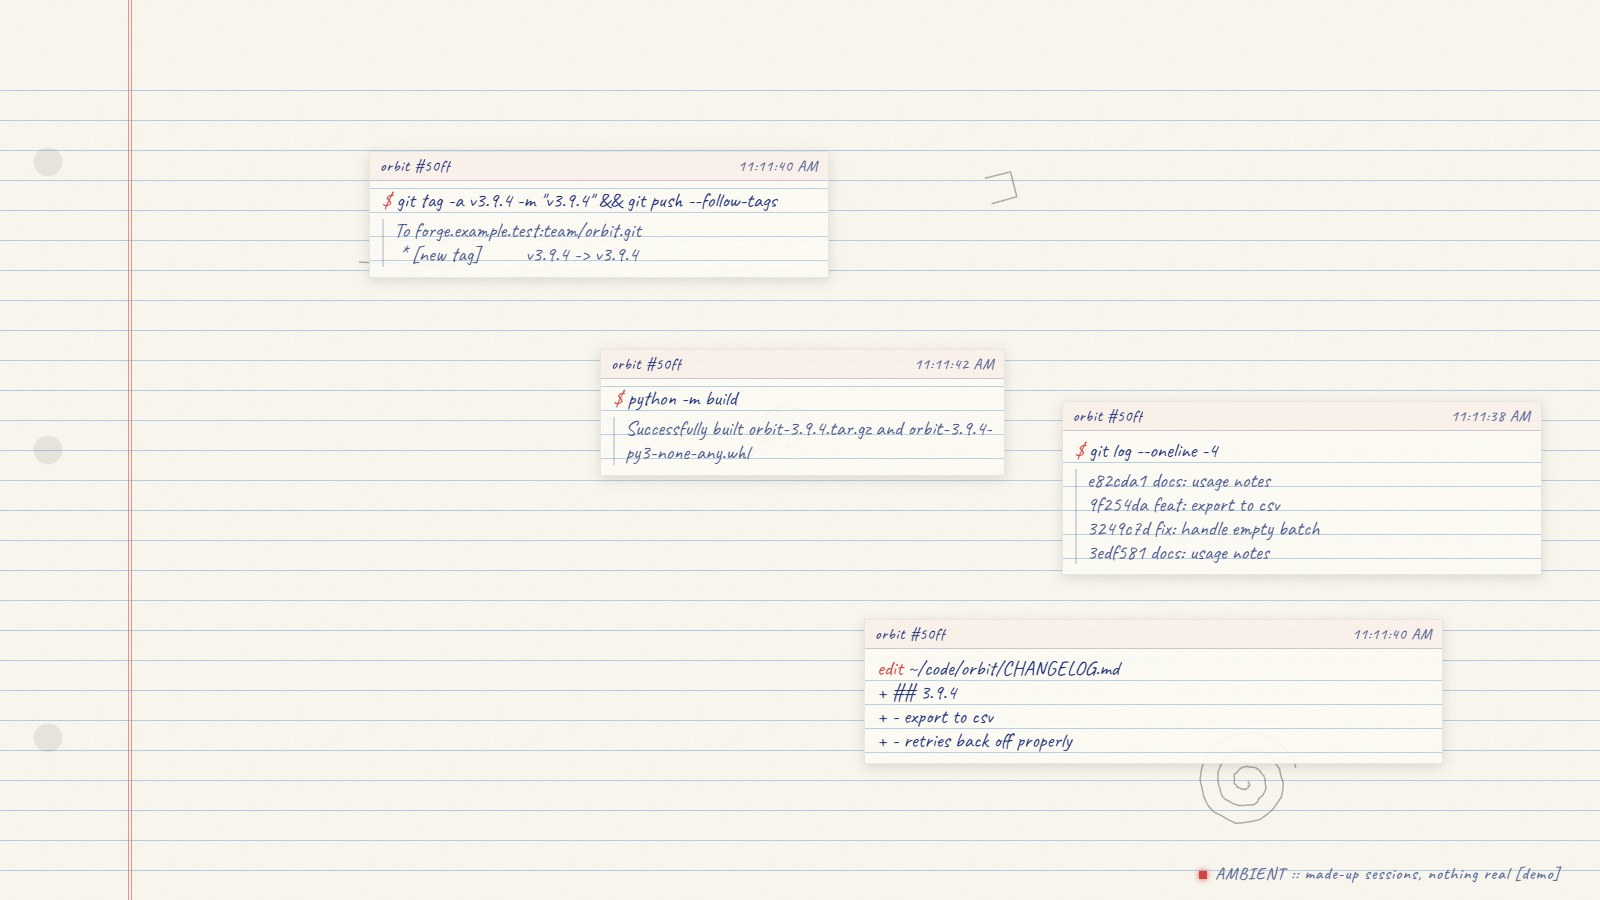 orbit #50ff 11:11:40 AM
$ git tag -a v3.9.4 -m "v3.9.4" && git push --follow-tags
To forge.example.test:team/orbit.git
* [new tag] v3.9.4 -> v3.9.4
orbit #50ff 11:11:42 AM
$ python -m build
Successfully built orbit-3.9.4.tar.gz and orbit-3.9.4-
py3-none-any.whl
orbit #50ff 11:11:38 AM
$ git log --oneline -4
e82cda1 docs: usage notes
9f254da feat: export to csv
3249c7d fix: handle empty batch
3edf581 docs: usage notes
orbit #50ff 11:11:40 AM
edit ~/code/orbit/CHANGELOG.md
+ ## 3.9.4
+ - export to csv
+ - retries back off properly
AMBIENT :: made-up sessions, nothing real [demo]